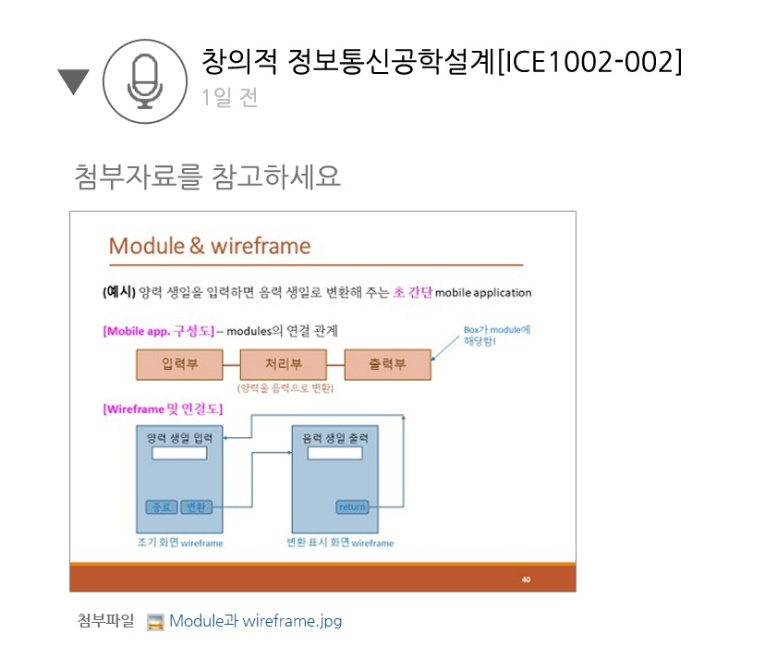 창의적 정보통신공학설계[ICE1002-002]
1일 전
첨부자료를 참고하세요
Module & wireframe
(예시) 양력 생일을 입력하면 음력 생일로 변환해 주는 초 간단 mobile application
[Mobile app. 구성도] -- modules의 연결 관계
Box가 module에
해당함!
입력부 처리부 출력부
(양력을 음력으로 변환)
[Wireframe 및 연결도]
양력 생일 입력 음력 생일 출력
종료 변환 return
초기 화면 wireframe 변환 표시 화면 wireframe
40
첨부파일 Module과 wireframe.jpg